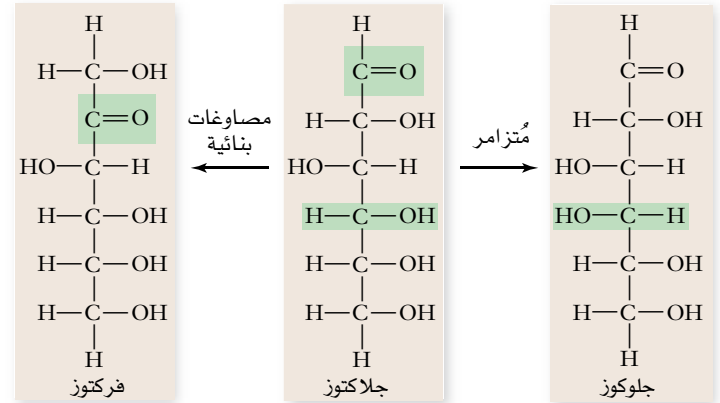 H
C=O
H—C—OH
HO—C—H
HO—C—H
H—C—OH
H—C—OH
H
جلوكوز
مُتزامر
H
C=O
H—C—OH
HO—C—H
H—C—OH
H—C—OH
H—C—OH
H
جلاكتوز
مصاوغات
بنائية
H
H—C—OH
C=O
HO—C—H
H—C—OH
H—C—OH
H—C—OH
H
فركتوز